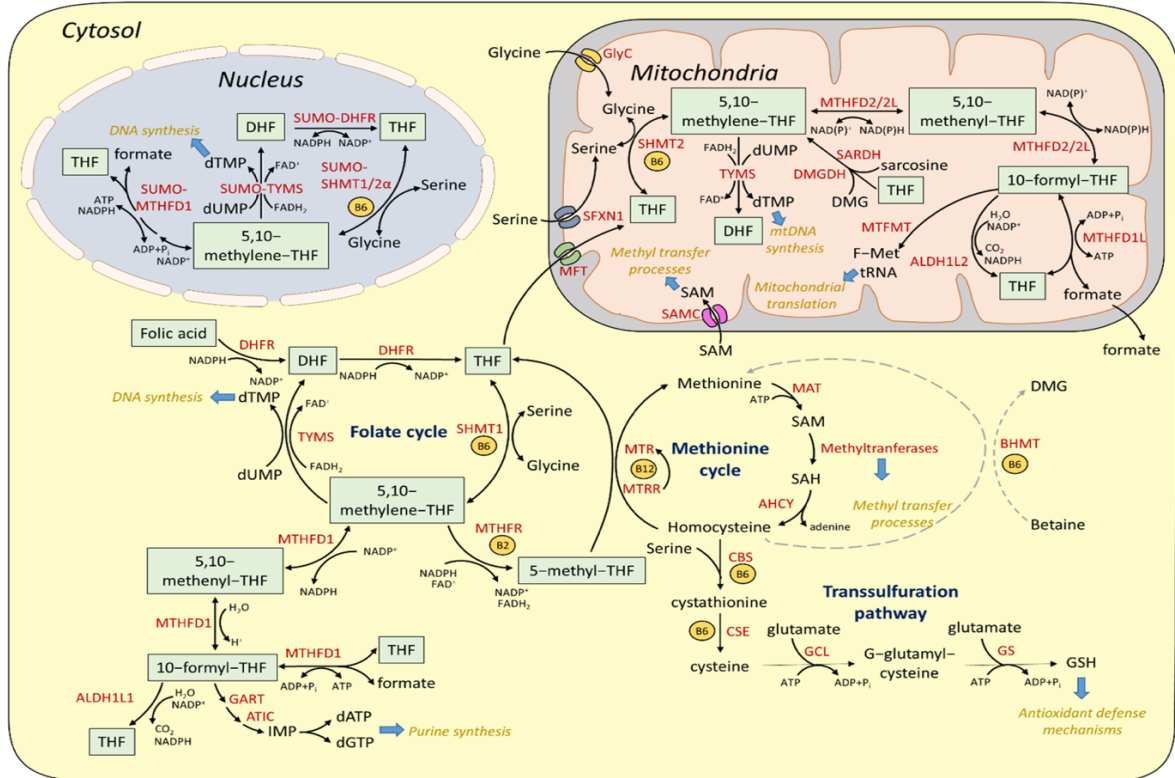 Cytosol
Nucleus
DNA synthesis
DHF
SUMO-DHFR
THF
NADPH
NADP⁺
THF
formate
dTMP
FAD⁺
SUMO-
SHMT1/2α
B6
Serine
SUMO-
MTHFD1
SUMO-TYMS
ATP
NADPH
dUMP
FADH₂
Glycine
ADP+Pᵢ
NADP⁺
5,10–
methylene–THF
Glycine
GlyC
Mitochondria
Glycine
Serine
SHMT2
B6
THF
Serine
SFXN1
MFT
5,10–
methylene–THF
MTHFD2/2L
NAD(P)⁺
NAD(P)H
5,10–
methenyl–THF
NAD(P)⁺
NAD(P)H
MTHFD2/2L
FADH₂
dUMP
TYMS
FAD⁺
dTMP
DHF
mtDNA
synthesis
SARDH
sarcosine
DMGDH
DMG
THF
10-formyl–THF
MTFMT
H₂O
NADP⁺
CO₂
NADPH
ADP+Pᵢ
MTHFD1L
ATP
F–Met
tRNA
ALDH1L2
THF
formate
formate
Methyl transfer
processes
SAM
SAMC
SAM
Mitochondrial
translation
Folic acid
DHFR
NADPH
NADP⁺
DHF
DHFR
NADPH
NADP⁺
THF
DNA synthesis
dTMP
FAD⁺
TYMS
dUMP
FADH₂
Folate cycle
SHMT1
B6
Serine
Glycine
5,10–
methylene–THF
MTHFR
B2
NADPH
FAD⁺
NADP⁺
FADH₂
5–methyl–THF
MTHFD1
NADP⁺
NADPH
5,10–
methenyl–THF
MTHFD1
H₂O
H⁺
10–formyl–THF
MTHFD1
ADP+Pᵢ
ATP
THF
formate
ALDH1L1
H₂O
NADP⁺
CO₂
NADPH
THF
GART
ATIC
IMP
dATP
dGTP
Purine synthesis
Methionine
MAT
ATP
SAM
MTR
B12
MTRR
Methionine
cycle
Methyltranferases
SAH
AHCY
adenine
Methyl transfer
processes
Homocysteine
DMG
BHMT
B6
Betaine
Serine
CBS
B6
cystathionine
B6
CSE
cysteine
Transsulfuration
pathway
glutamate
GCL
ATP
ADP+Pᵢ
G–glutamyl–
cysteine
glutamate
GS
ATP
ADP+Pᵢ
GSH
Antioxidant defense
mechanisms